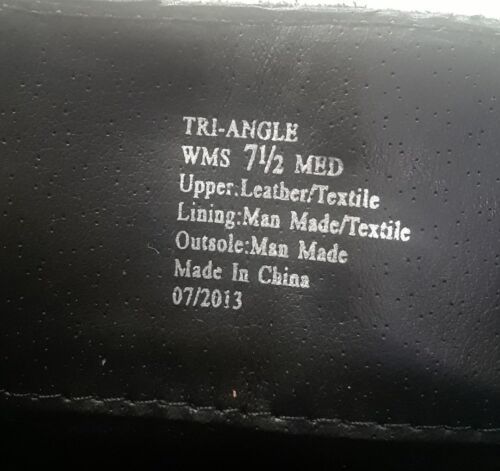 TRI-ANGLE
WMS 7½ MED
Upper:Leather/Textile
Lining:Man Made/Textile
Outsole:Man Made
Made In China
07/2013